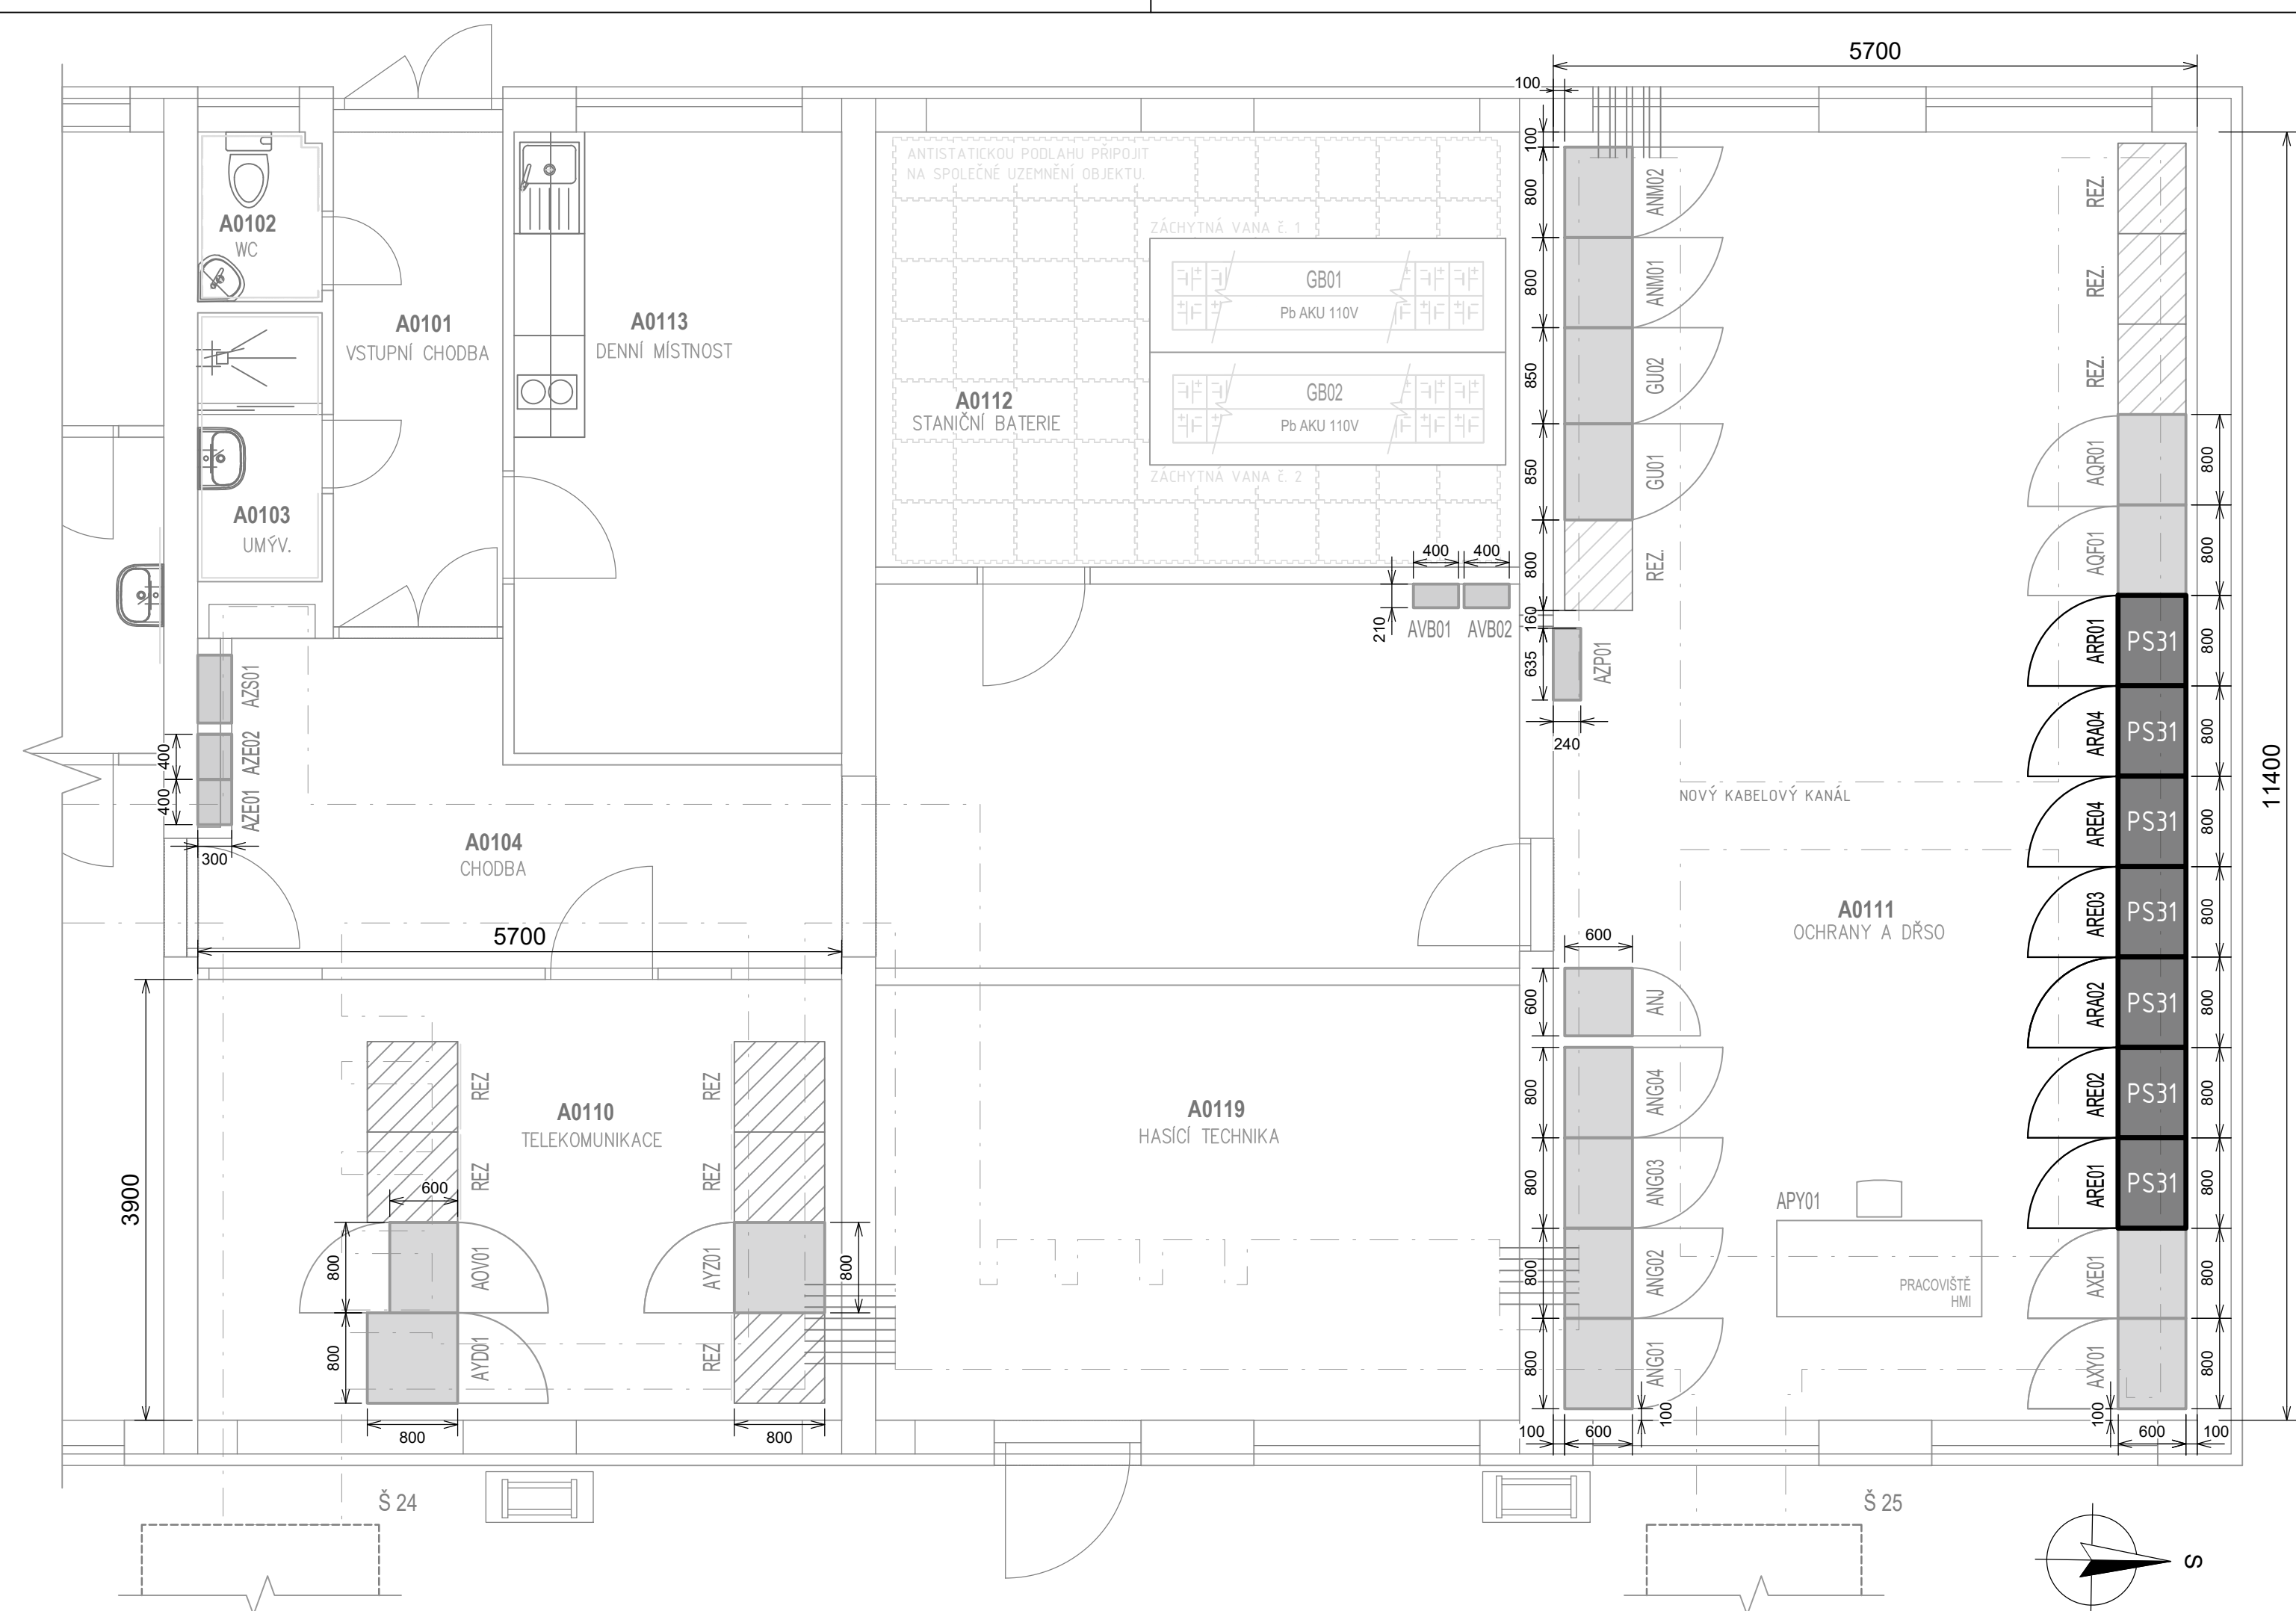 5700
100
100
ANTISTATICKOU PODLAHU PŘIPOJIT
NA SPOLEČNÉ UZEMNĚNÍ OBJEKTU.
ZÁCHYTNÁ VANA č. 1
GB01
Pb AKU 110V
GB02
Pb AKU 110V
ZÁCHYTNÁ VANA č. 2
A0112
STANIČNÍ BATERIE
A0102
WC
A0101
VSTUPNÍ CHODBA
A0113
DENNÍ MÍSTNOST
A0103
UMÝV.
800
ANM02
800
ANM01
850
GU02
850
GU01
800
REZ.
160
635
AZP01
240
400
400
210
AVB01
AVB02
REZ.
REZ.
REZ.
AQR01
800
AQF01
800
ARR01
PS31
800
ARA04
PS31
800
ARE04
PS31
800
ARE03
PS31
800
ARA02
PS31
800
ARE02
PS31
800
ARE01
PS31
800
AXE01
800
AXY01
800
100
600
100
11400
NOVÝ KABELOVÝ KANÁL
A0111
OCHRANY A DŘSO
AZS01
400
AZE02
400
AZE01
300
A0104
CHODBA
5700
3900
600
600
ANJ
800
ANG04
800
ANG03
800
ANG02
800
ANG01
100
100
600
APY01
PRACOVIŠTĚ
HMI
REZ
REZ
A0110
TELEKOMUNIKACE
REZ
REZ
600
800
AOV01
AYZ01
800
800
AYD01
REZ
800
800
A0119
HASÍCÍ TECHNIKA
Š 24
Š 25
S